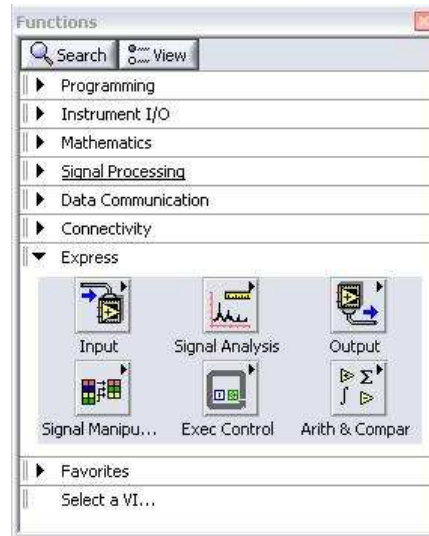 Functions
Search View
Programming
Instrument I/O
Mathematics
Signal Processing
Data Communication
Connectivity
Express
Input Signal Analysis Output
Signal Manipu... Exec Control Arith & Compar
Favorites
Select a VI...